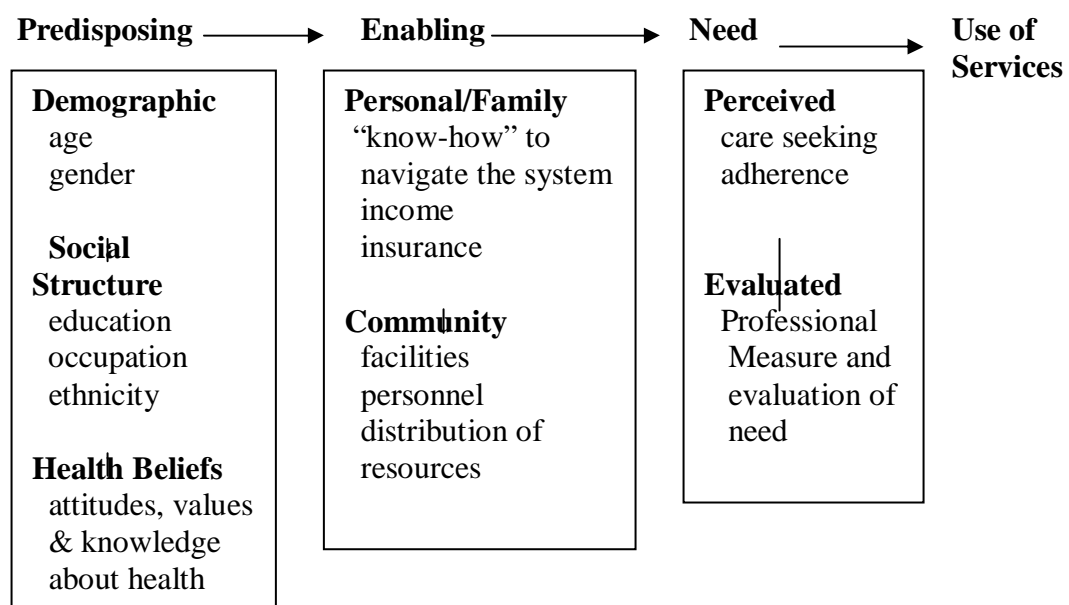 Predisposing
Enabling
Need
Use of
Services
Demographic
age
gender
Social
Structure
education
occupation
ethnicity
Health Beliefs
attitudes, values
& knowledge
about health
Personal/Family
“know-how” to
navigate the system
income
insurance
Community
facilities
personnel
distribution of
resources
Perceived
care seeking
adherence
Evaluated
Professional
Measure and
evaluation of
need